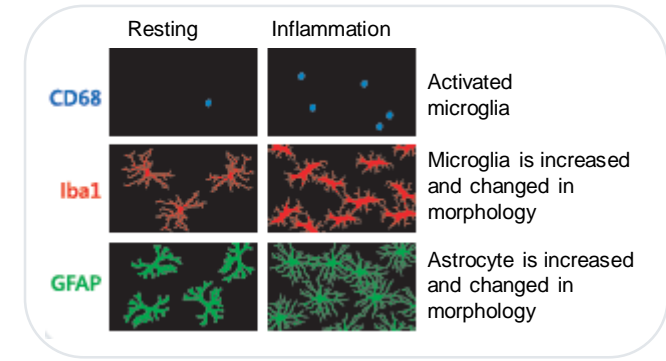 Resting Inflammation
CD68
Activated
microglia
Iba1
Microglia is increased
and changed in
morphology
GFAP
Astrocyte is increased
and changed in
morphology